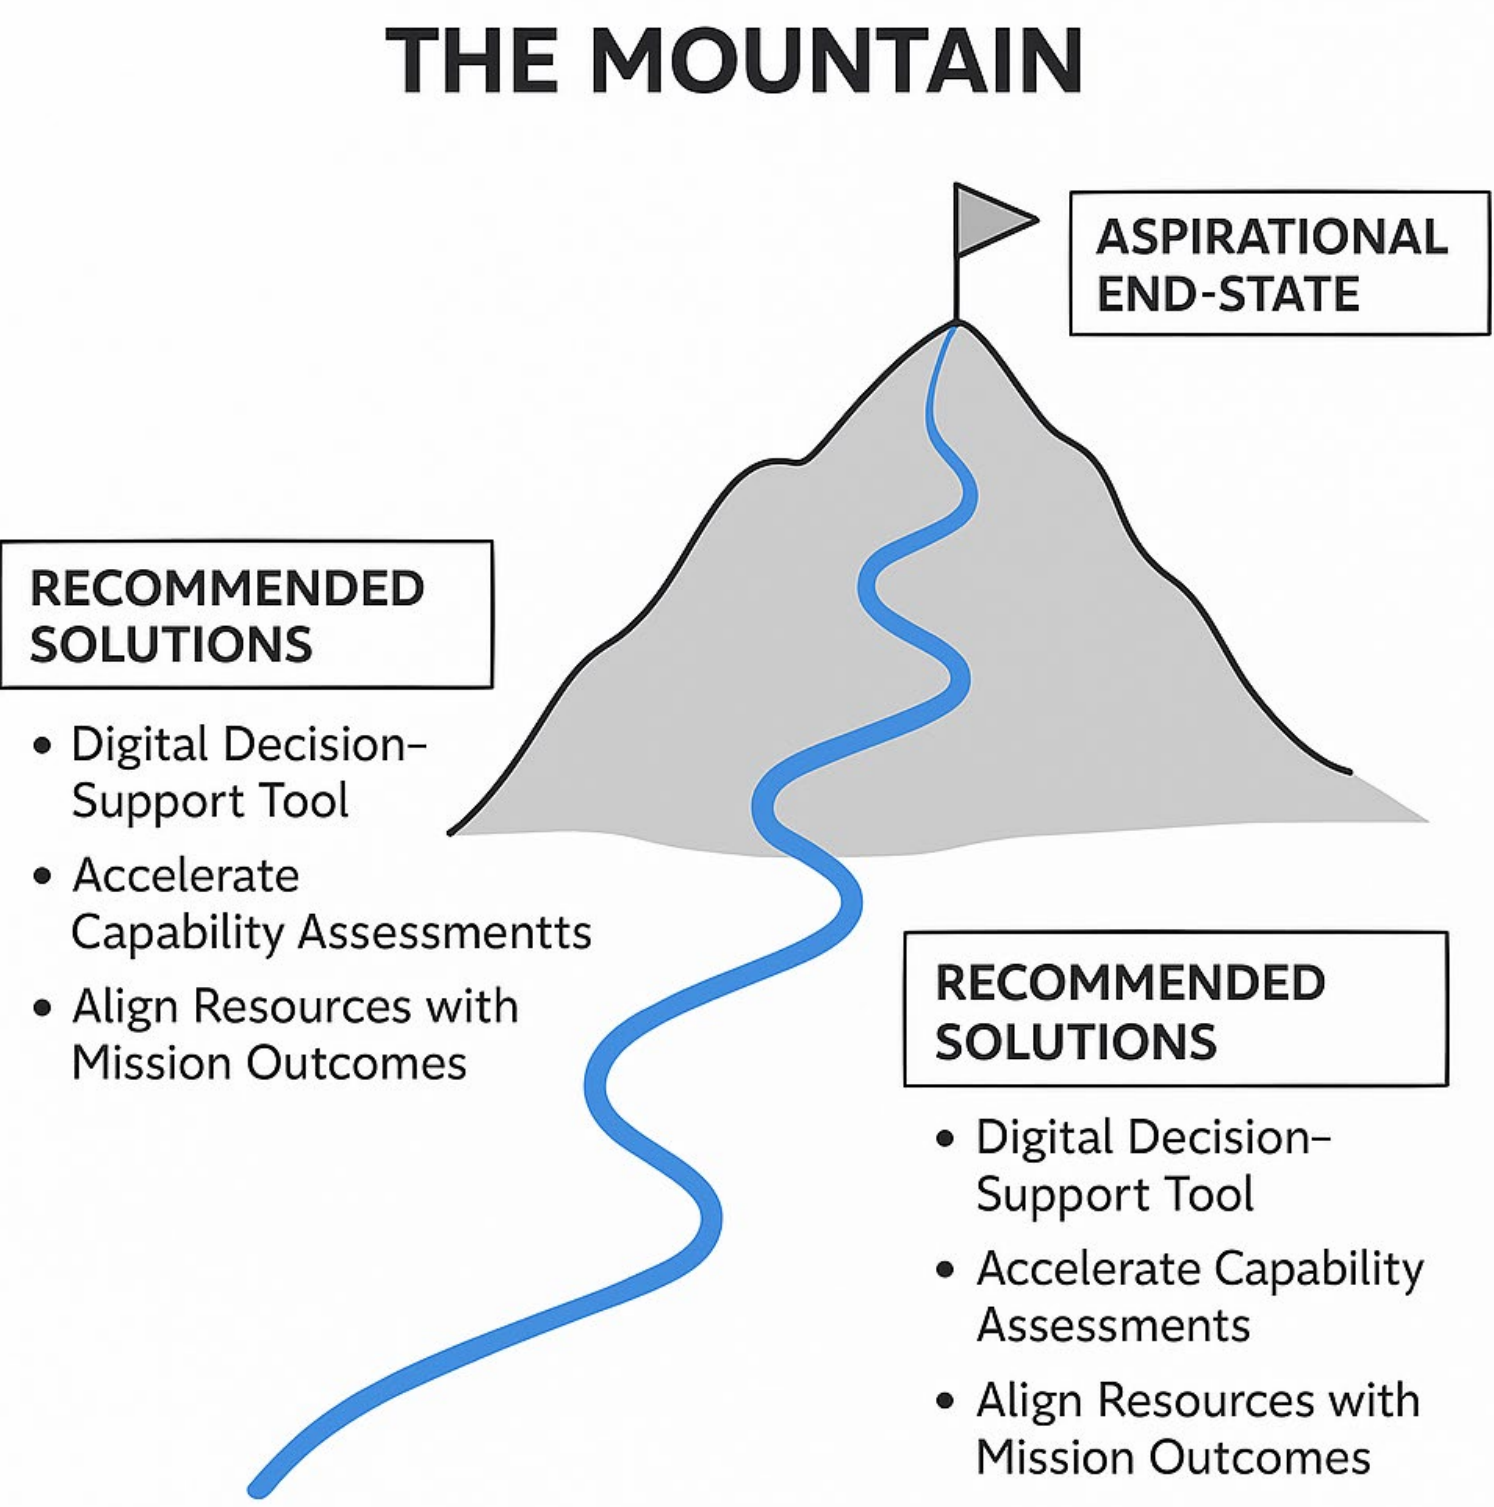 THE MOUNTAIN
ASPIRATIONAL
END-STATE
RECOMMENDED
SOLUTIONS
• Digital Decision–
Support Tool
• Accelerate
Capability Assessmentts
• Align Resources with
Mission Outcomes
RECOMMENDED
SOLUTIONS
• Digital Decision–
Support Tool
• Accelerate Capability
Assessments
• Align Resources with
Mission Outcomes